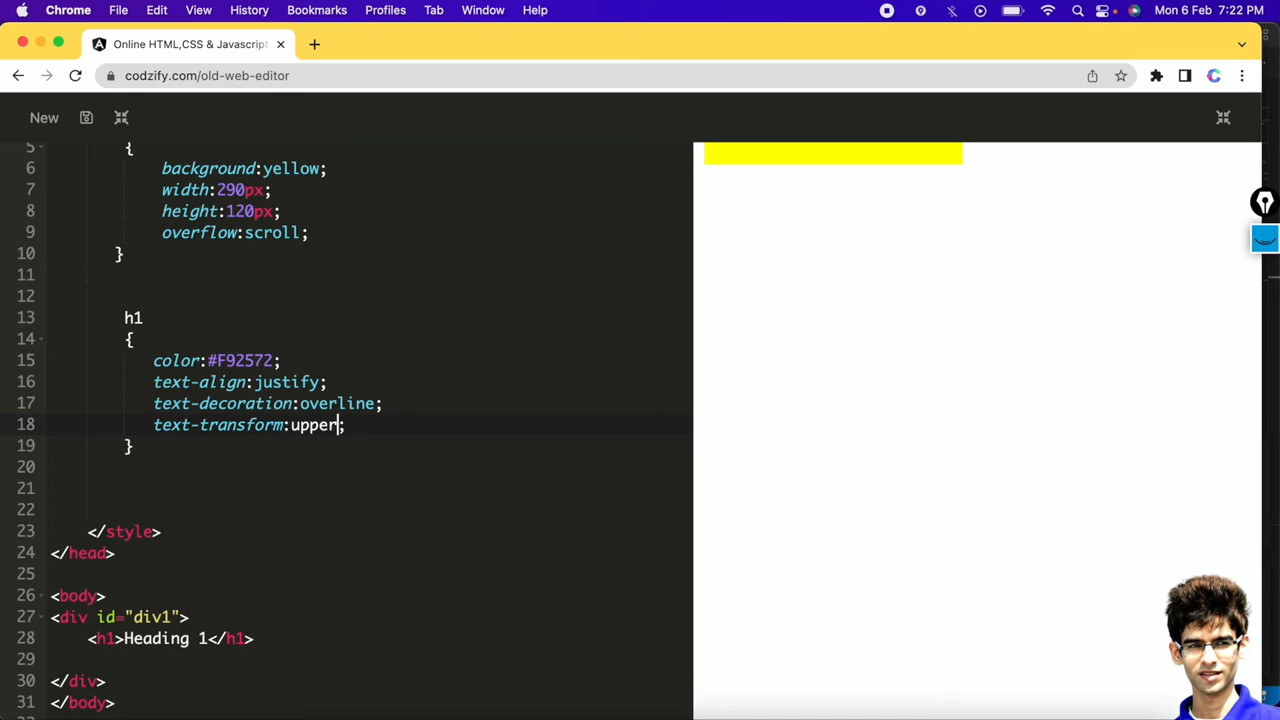 Chrome File Edit View History Bookmarks Profiles Tab Window Help Mon 6 Feb 7:22 PM
Online HTML,CSS & Javascript
codzify.com/old-web-editor
New
5 {
6 background:yellow;
7 width:290px;
8 height:120px;
9 overflow:scroll;
10 }
11
12
13 h1
14 {
15 color:#F92572;
16 text-align:justify;
17 text-decoration:overline;
18 text-transform:upper;
19 }
20
21
22
23 </style>
24 </head>
25
26 <body>
27 <div id="div1">
28 <h1>Heading 1</h1>
29
30 </div>
31 </body>